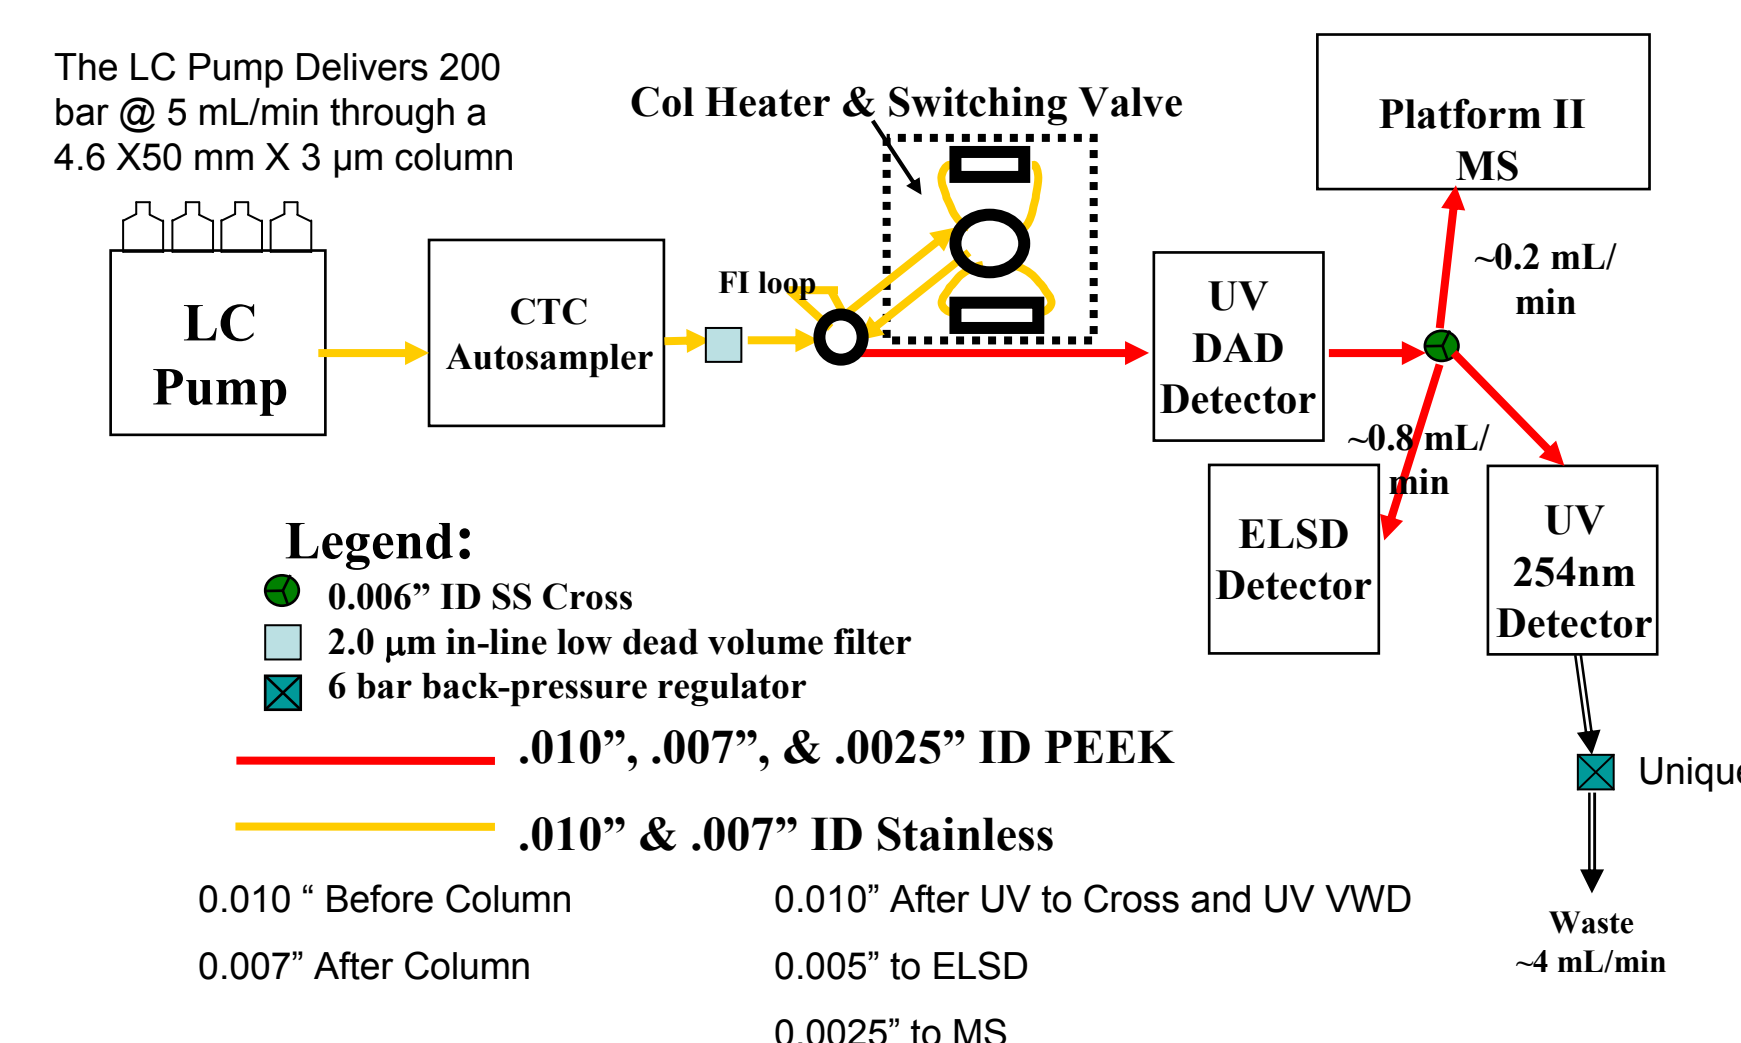 The LC Pump Delivers 200
bar @ 5 mL/min through a
4.6 X50 mm X 3 µm column
Col Heater & Switching Valve
Platform II
MS
~0.2 mL/
min
FI loop
LC
Pump
CTC
Autosampler
UV
DAD
Detector
~0.8 mL/
min
ELSD
Detector
UV
254nm
Detector
Legend:
0.006” ID SS Cross
2.0 µm in-line low dead volume filter
6 bar back-pressure regulator
.010”, .007”, & .0025” ID PEEK
Unique
.010” & .007” ID Stainless
0.010 “ Before Column
0.007” After Column
0.010” After UV to Cross and UV VWD
0.005” to ELSD
0.0025” to MS
Waste
~4 mL/min